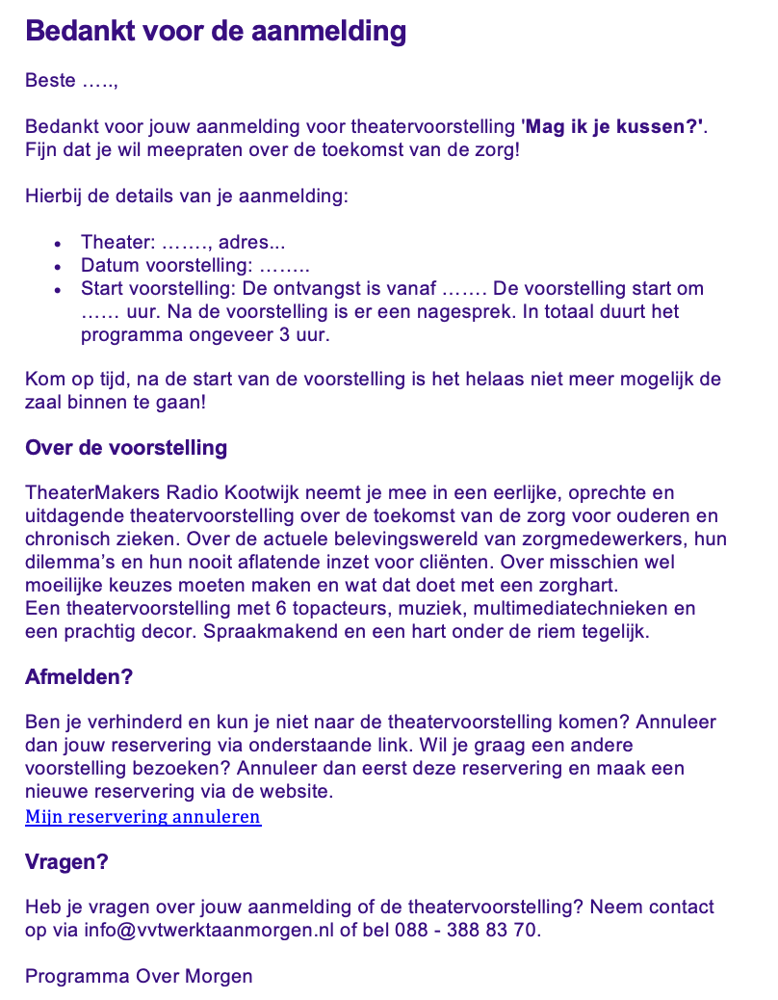 Bedankt voor de aanmelding
Beste …..,
Bedankt voor jouw aanmelding voor theatervoorstelling 'Mag ik je kussen?'.
Fijn dat je wil meepraten over de toekomst van de zorg!
Hierbij de details van je aanmelding:
• Theater: ……., adres...
• Datum voorstelling: ……..
• Start voorstelling: De ontvangst is vanaf ……. De voorstelling start om
…… uur. Na de voorstelling is er een nagesprek. In totaal duurt het
programma ongeveer 3 uur.
Kom op tijd, na de start van de voorstelling is het helaas niet meer mogelijk de
zaal binnen te gaan!
Over de voorstelling
TheaterMakers Radio Kootwijk neemt je mee in een eerlijke, oprechte en
uitdagende theatervoorstelling over de toekomst van de zorg voor ouderen en
chronisch zieken. Over de actuele belevingswereld van zorgmedewerkers, hun
dilemma’s en hun nooit aflatende inzet voor cliënten. Over misschien wel
moeilijke keuzes moeten maken en wat dat doet met een zorghart.
Een theatervoorstelling met 6 topacteurs, muziek, multimediatechnieken en
een prachtig decor. Spraakmakend en een hart onder de riem tegelijk.
Afmelden?
Ben je verhinderd en kun je niet naar de theatervoorstelling komen? Annuleer
dan jouw reservering via onderstaande link. Wil je graag een andere
voorstelling bezoeken? Annuleer dan eerst deze reservering en maak een
nieuwe reservering via de website.
Mijn reservering annuleren
Vragen?
Heb je vragen over jouw aanmelding of de theatervoorstelling? Neem contact
op via info@vvtwerktaanmorgen.nl of bel 088 - 388 83 70.
Programma Over Morgen